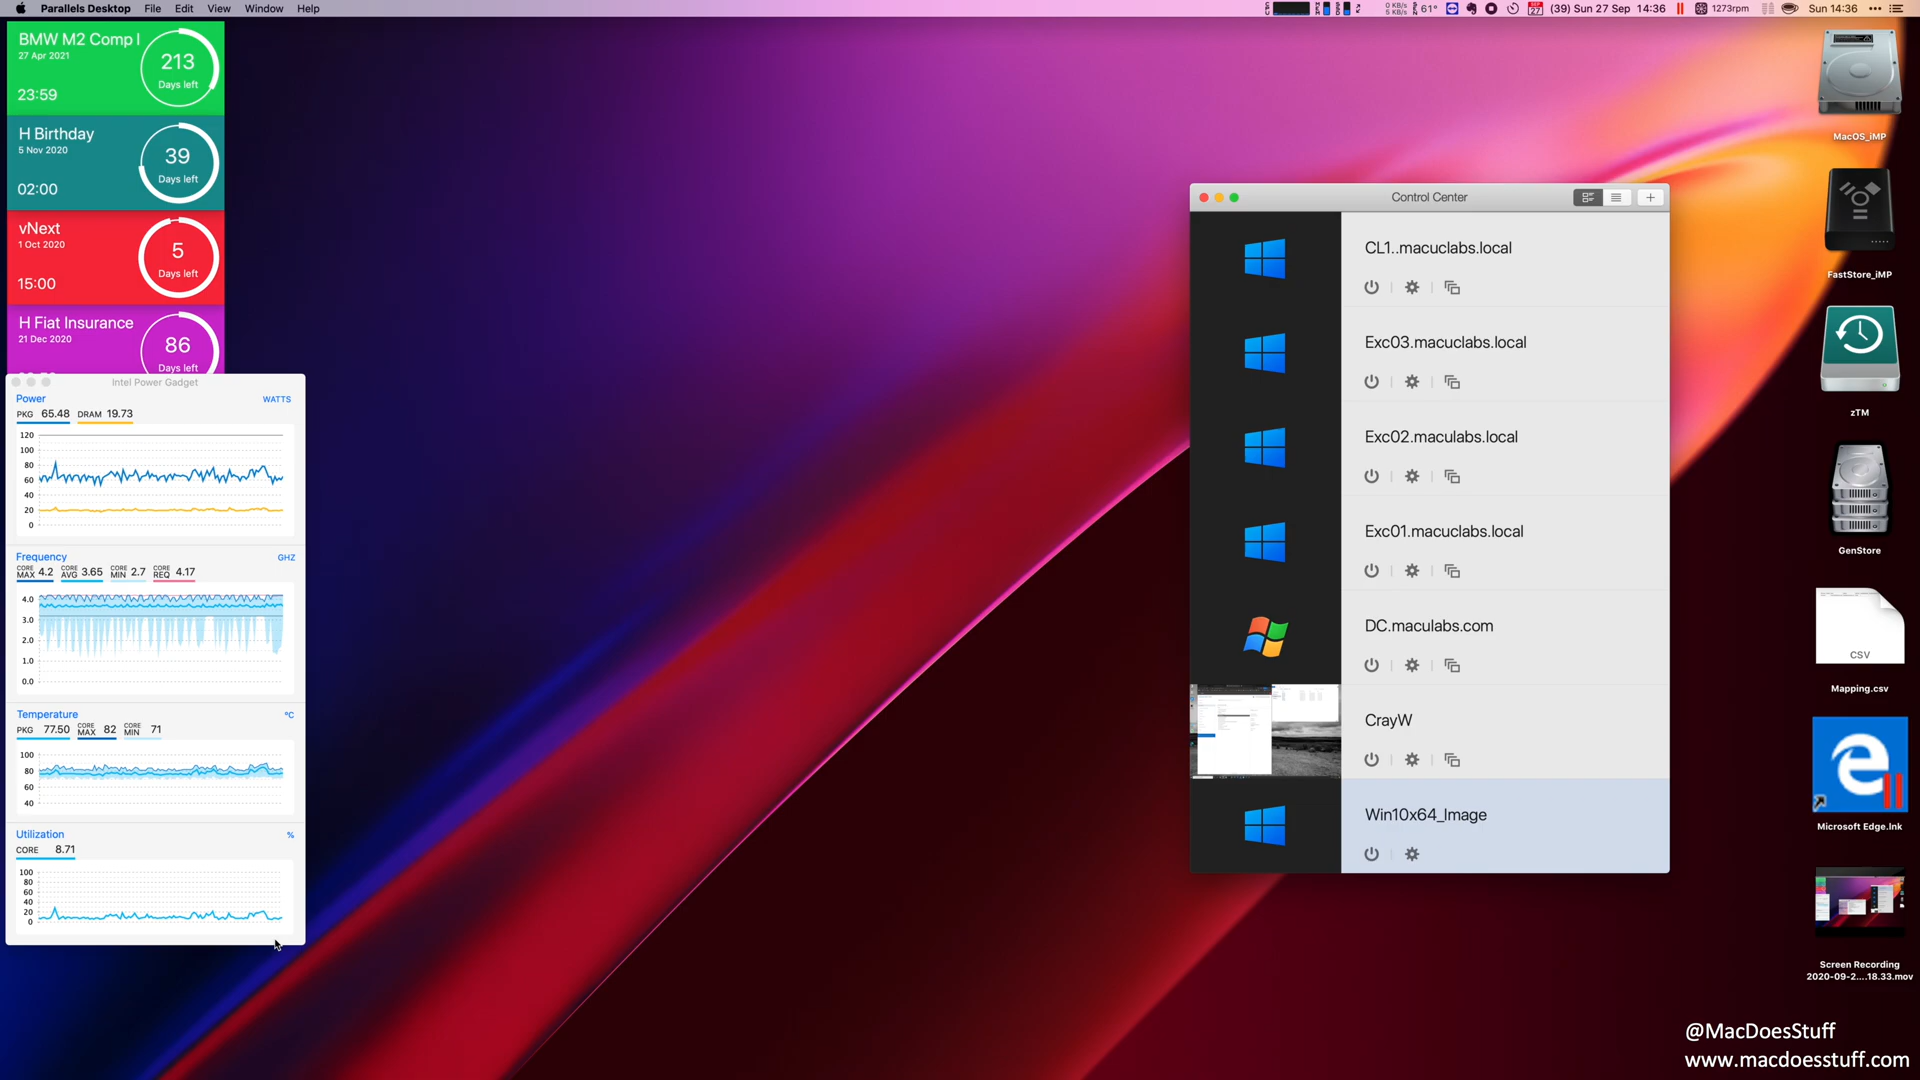 Parallels Desktop File Edit View Window Help
0 KB/s
5 KB/s
61°
SEP
27
(39) Sun 27 Sep 14:36
1273rpm
Sun 14:36
BMW M2 Comp I
27 Apr 2021
23:59
213
Days left
H Birthday
5 Nov 2020
02:00
39
Days left
vNext
1 Oct 2020
15:00
5
Days left
H Fiat Insurance
21 Dec 2020
86
Days left
Intel Power Gadget
Power WATTS
PKG 65.48 DRAM 19.73
120
100
80
60
40
20
0
Frequency GHZ
CORE MAX 4.2 CORE AVG 3.65 CORE MIN 2.7 CORE REQ 4.17
4.0
3.0
2.0
1.0
0.0
Temperature °C
PKG 77.50 CORE MAX 82 CORE MIN 71
100
80
60
40
Utilization %
CORE 8.71
100
80
60
40
20
0
Control Center
CL1..macuclabs.local
Exc03.macuclabs.local
Exc02.maculabs.local
Exc01.macuclabs.local
DC.maculabs.com
CrayW
Win10x64_Image
MacOS_iMP
FastStore_iMP
zTM
GenStore
CSV
Mapping.csv
Microsoft Edge.lnk
Screen Recording
2020-09-2....18.33.mov
@MacDoesStuff
www.macdoesstuff.com